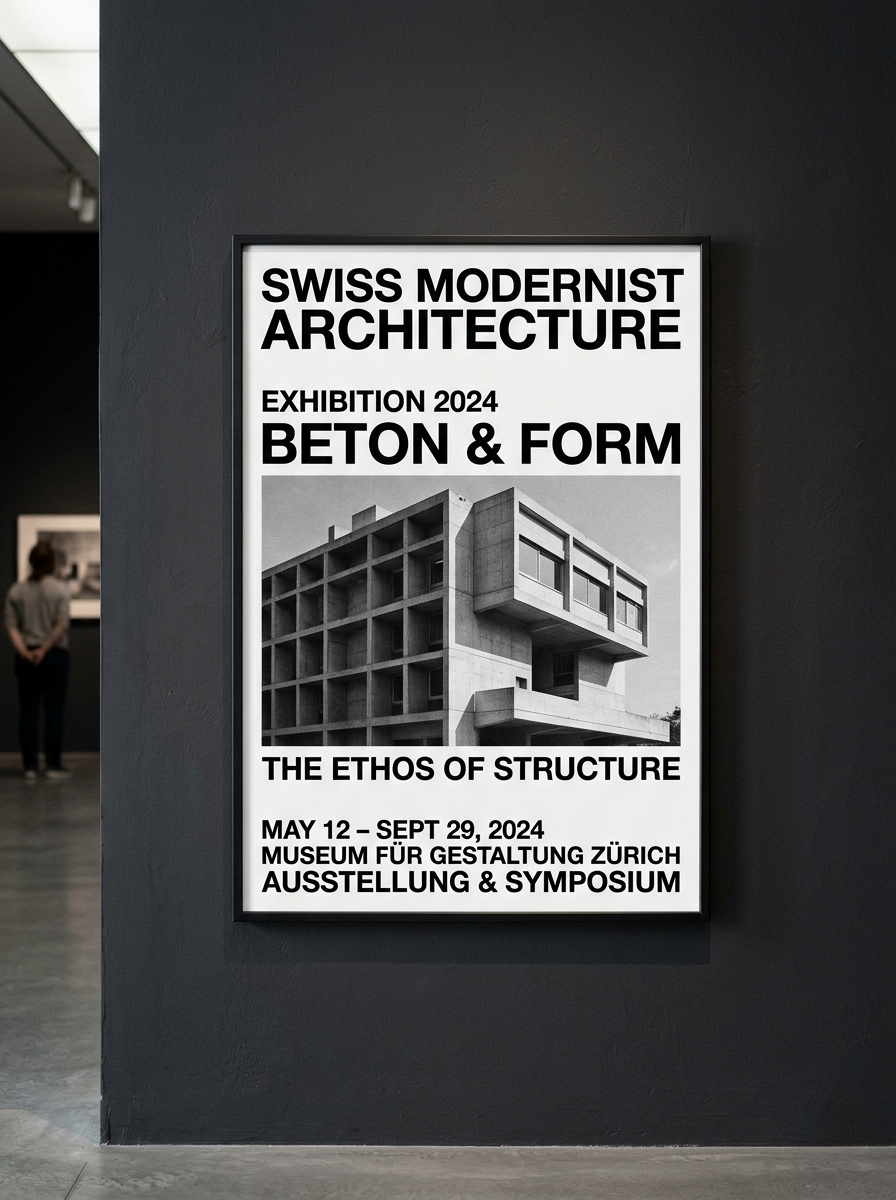 SWISS MODERNIST
ARCHITECTURE
EXHIBITION 2024
BETON & FORM
THE ETHOS OF STRUCTURE
MAY 12 – SEPT 29, 2024
MUSEUM FÜR GESTALTUNG ZÜRICH
AUSSTELLUNG & SYMPOSIUM